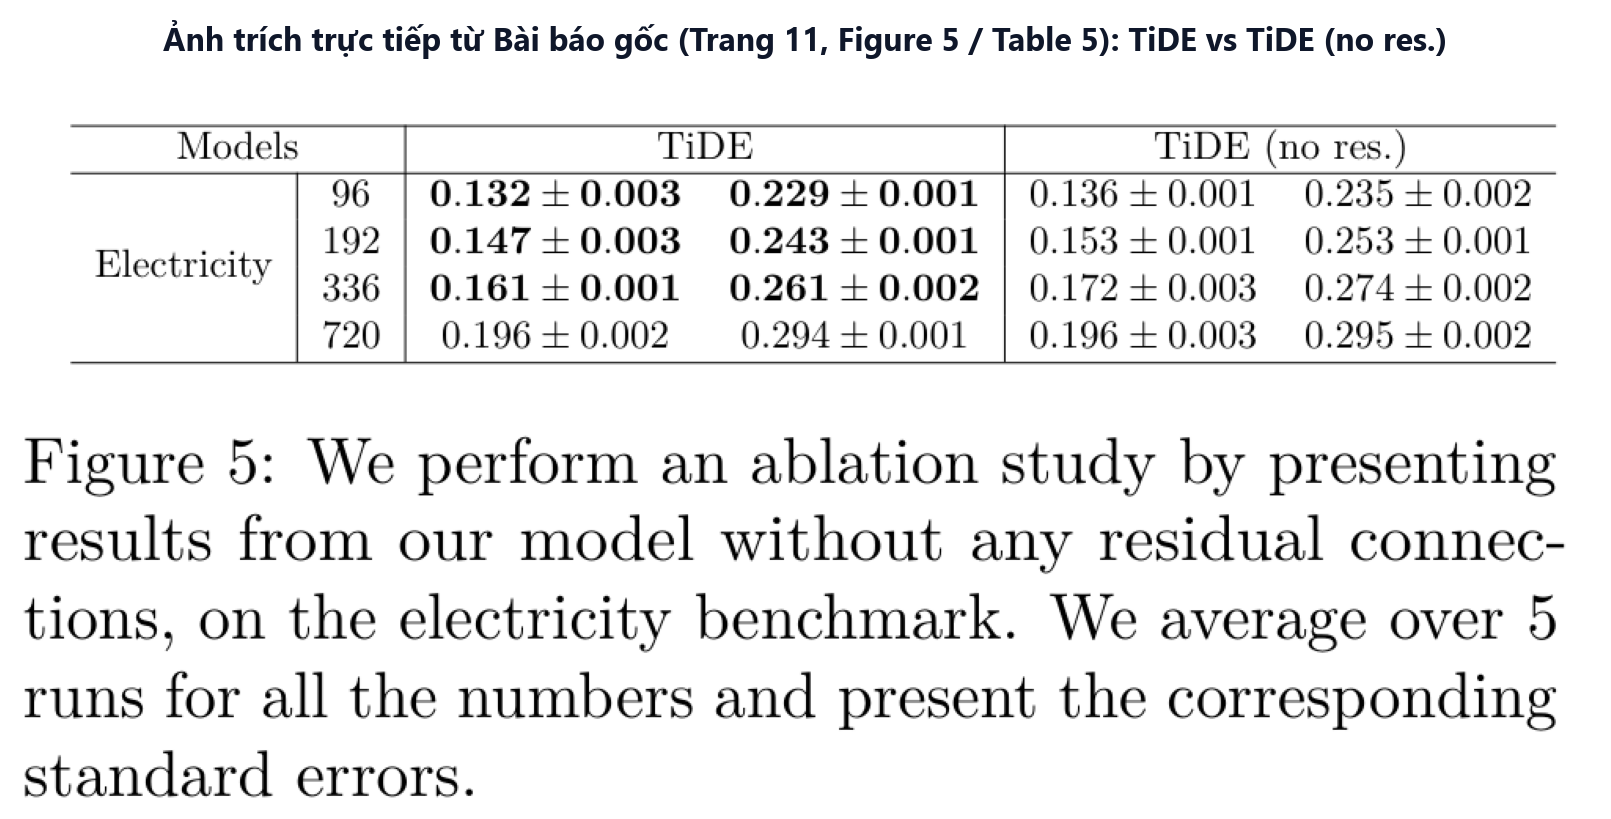 Ảnh trích trực tiếp từ Bài báo gốc (Trang 11, Figure 5 / Table 5): TiDE vs TiDE (no res.)
Models TiDE TiDE (no res.)
Electricity
96 0.132 ± 0.003 0.229 ± 0.001 0.136 ± 0.001 0.235 ± 0.002
192 0.147 ± 0.003 0.243 ± 0.001 0.153 ± 0.001 0.253 ± 0.001
336 0.161 ± 0.001 0.261 ± 0.002 0.172 ± 0.003 0.274 ± 0.002
720 0.196 ± 0.002 0.294 ± 0.001 0.196 ± 0.003 0.295 ± 0.002
Figure 5: We perform an ablation study by presenting
results from our model without any residual connec-
tions, on the electricity benchmark. We average over 5
runs for all the numbers and present the corresponding
standard errors.